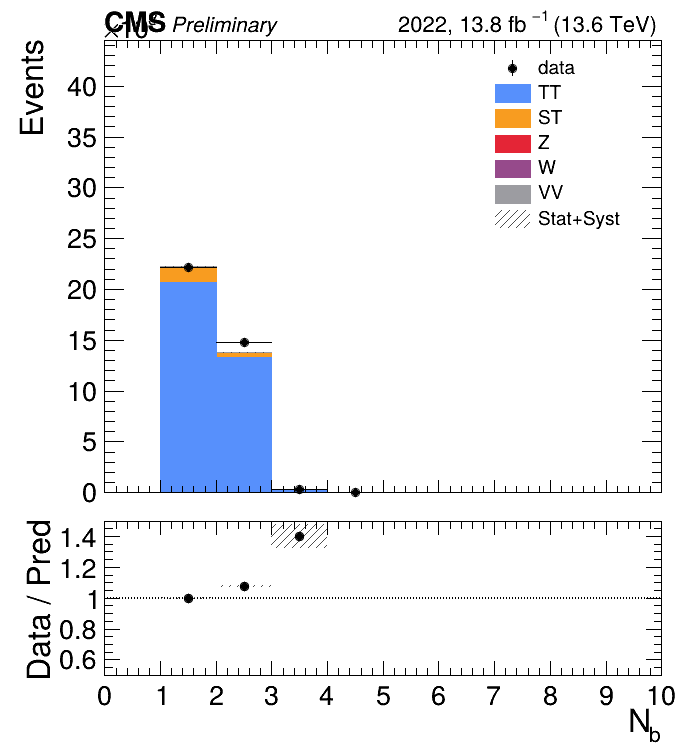 CMS Preliminary 2022, 13.8 fb⁻¹ (13.6 TeV)
Events
40
35
30
25
20
15
10
5
0
data
TT
ST
Z
W
VV
Stat+Syst
Data / Pred
1.4
1.2
1
0.8
0.6
0 1 2 3 4 5 6 7 8 9 10
N_b